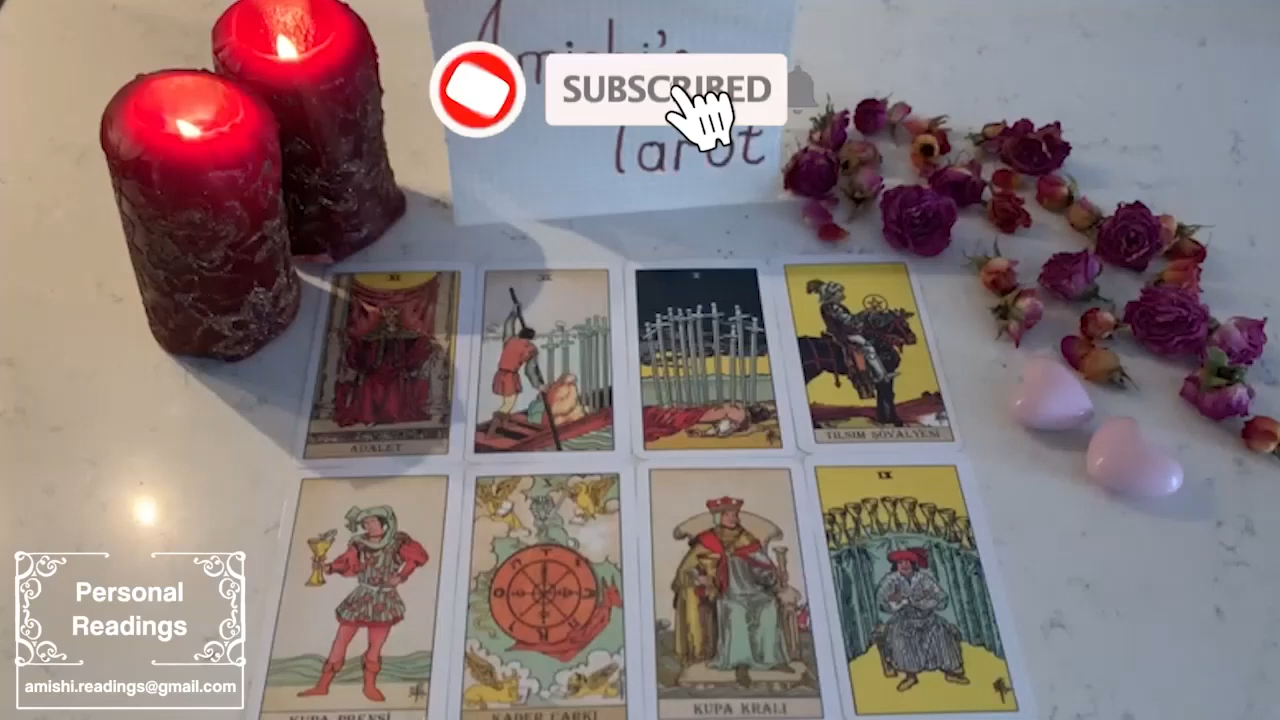 Amishi's
SUBSCRIBED
Tarot
XI
X
ADALET
TILSIM ŞÖVALYESİ
X
IX
KUPA PRENSİ
KADER ÇARKI
KUPA KRALI
Personal
Readings
amishi.readings@gmail.com